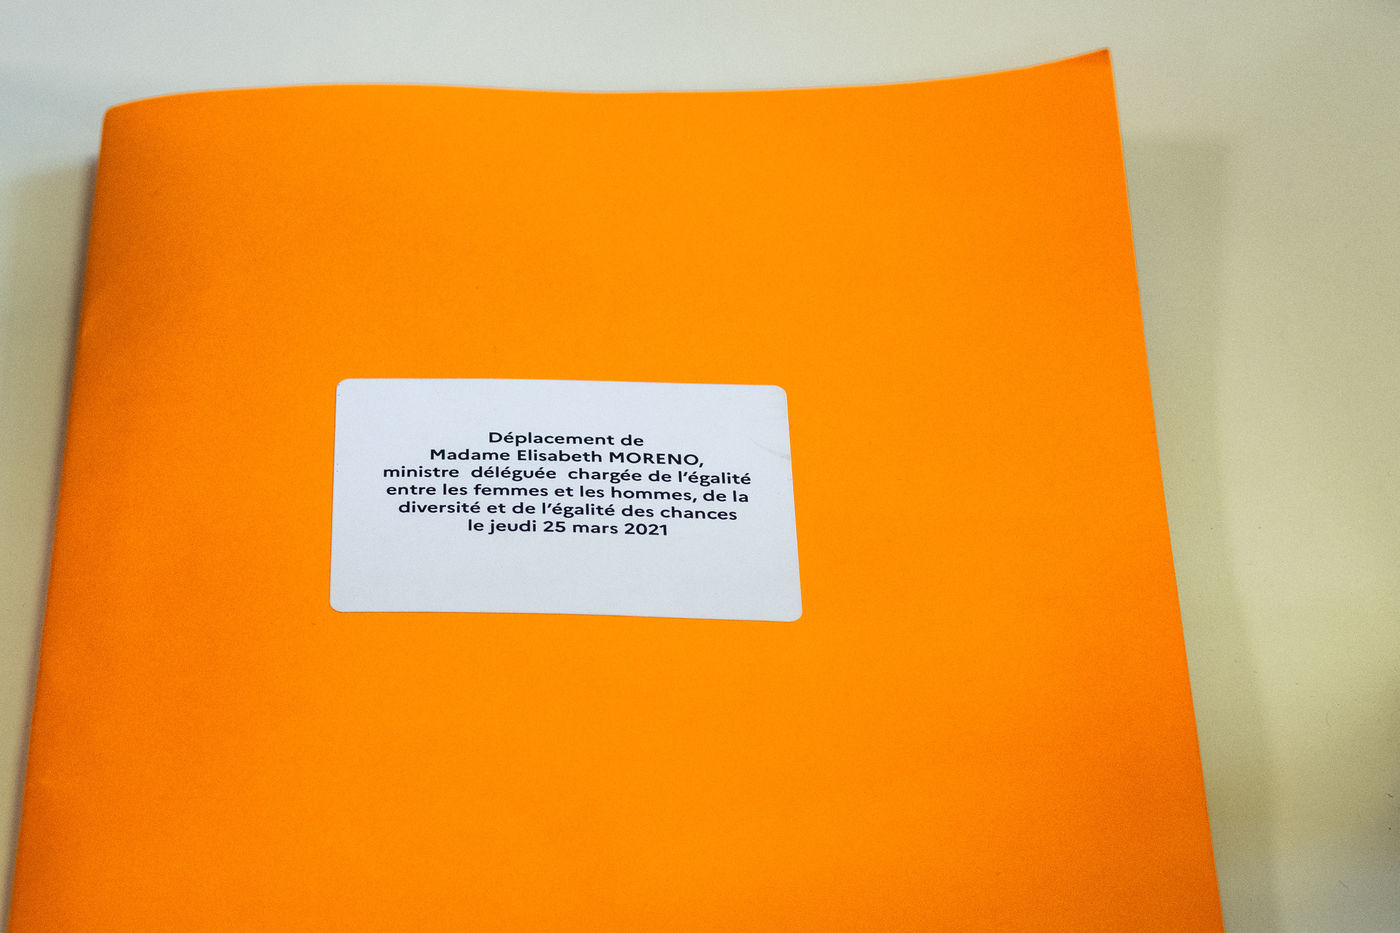 Déplacement de
Madame Elisabeth MORENO,
ministre déléguée chargée de l'égalité
entre les femmes et les hommes, de la
diversité et de l'égalité des chances
le jeudi 25 mars 2021